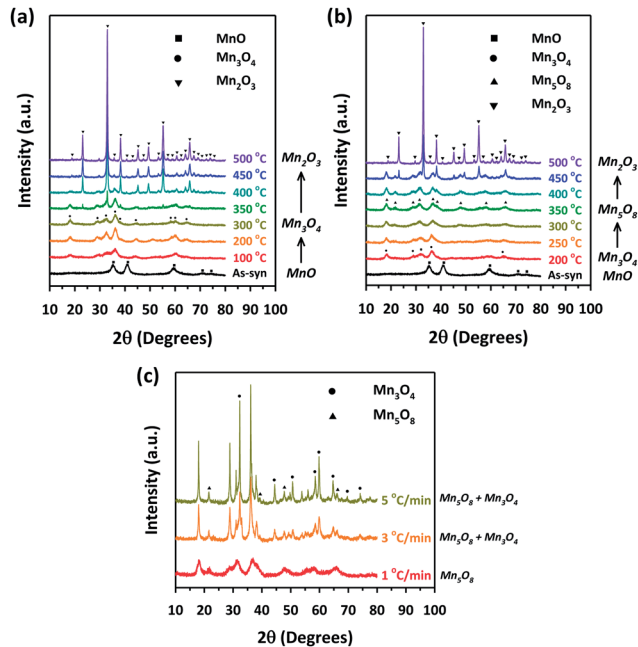 (a)
Intensity (a.u.)
MnO
Mn₃O₄
Mn₂O₃
500 °C
450 °C
400 °C
350 °C
300 °C
200 °C
100 °C
As-syn
Mn₂O₃
Mn₃O₄
MnO
10 20 30 40 50 60 70 80 90 100
2θ (Degrees)
(b)
Intensity (a.u.)
MnO
Mn₃O₄
Mn₅O₈
Mn₂O₃
500 °C
450 °C
400 °C
350 °C
300 °C
250 °C
200 °C
As-syn
Mn₂O₃
Mn₅O₈
Mn₃O₄
MnO
10 20 30 40 50 60 70 80 90 100
2θ (Degrees)
(c)
Intensity (a.u.)
Mn₃O₄
Mn₅O₈
5 °C/min
Mn₅O₈ + Mn₃O₄
3 °C/min
Mn₅O₈ + Mn₃O₄
1 °C/min
Mn₅O₈
10 20 30 40 50 60 70 80 90 100
2θ (Degrees)